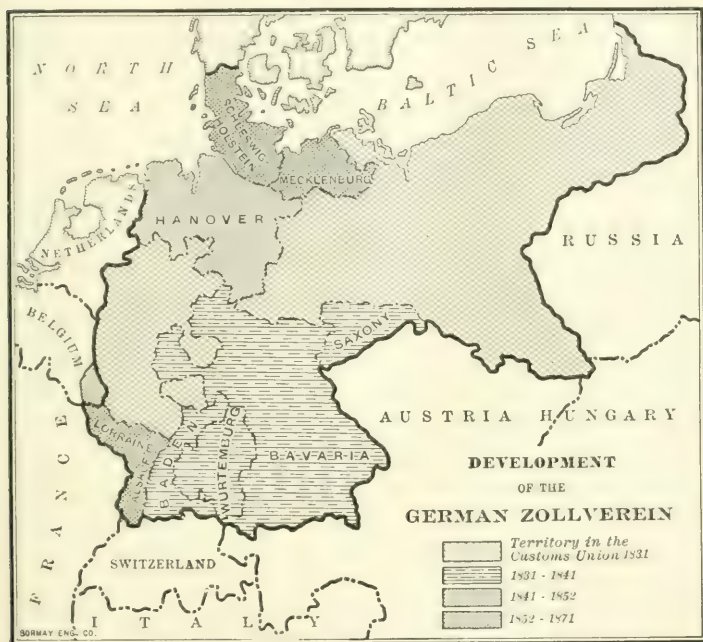 NORTH
SEA
BALTIC SEA
SCHLESWIG
HOLSTEIN
MECKLENBURG
HANOVER
NETHERLANDS
RUSSIA
BELGIUM
SAXONY
AUSTRIA HUNGARY
LORRAINE
ALSACE
BADEN
WURTEMBURG
BAVARIA
FRANCE
SWITZERLAND
ITALY
DEVELOPMENT
OF THE
GERMAN ZOLLVEREIN
Territory in the
Customs Union 1831
1831 - 1841
1841 - 1852
1852 - 1871
BORMAY ENG. CO.